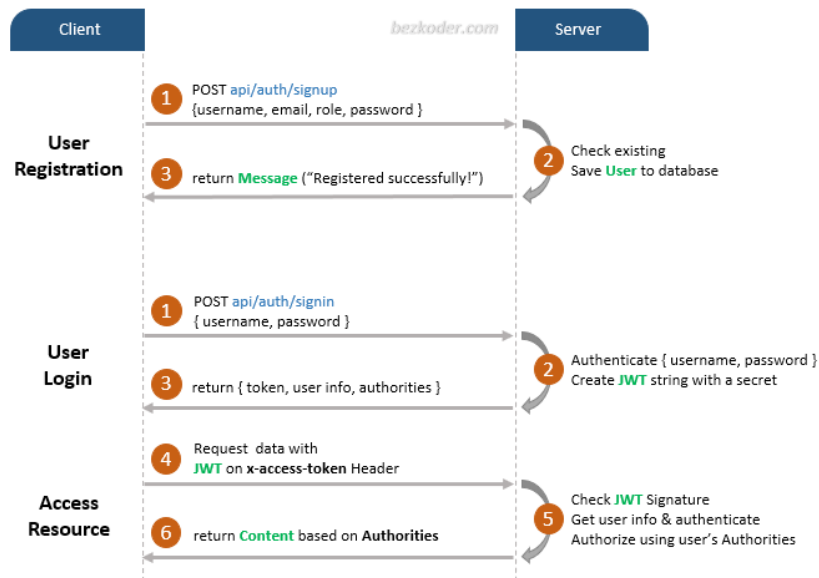 Client
bezkoder.com
Server
1
POST api/auth/signup
{username, email, role, password }
User
Registration
2
Check existing
Save User to database
3
return Message (“Registered successfully!”)
1
POST api/auth/signin
{ username, password }
User
Login
2
Authenticate { username, password }
Create JWT string with a secret
3
return { token, user info, authorities }
4
Request  data with
JWT on x-access-token Header
Access
Resource
5
Check JWT Signature
Get user info & authenticate
Authorize using user’s Authorities
6
return Content based on Authorities